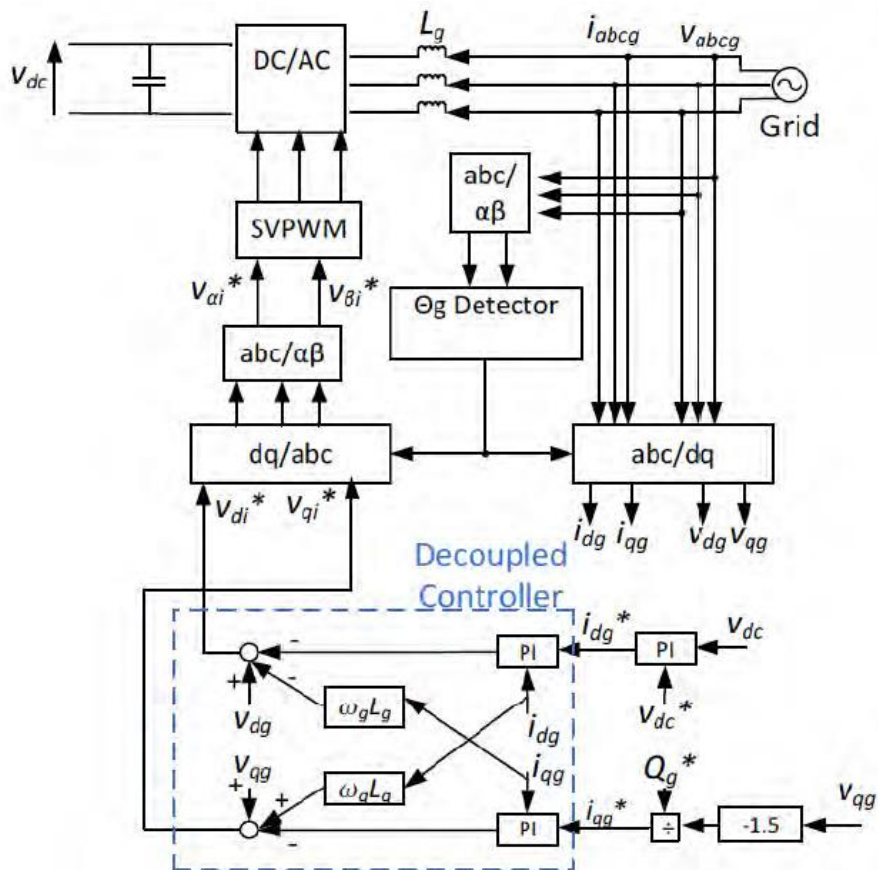 L_g
i_abcg
v_abcg
v_dc
DC/AC
Grid
abc/
αβ
SVPWM
v_αi*
v_βi*
Θg Detector
abc/αβ
dq/abc
abc/dq
v_di*
v_qi*
i_dg
i_qg
v_dg
v_qg
Decoupled
Controller
-
PI
i_dg*
PI
v_dc
+
-
v_dg
ω_gL_g
i_dg
v_dc*
v_qg
i_qg
Q_g*
+
+
ω_gL_g
i_qg*
v_qg
-
PI
÷
-1.5